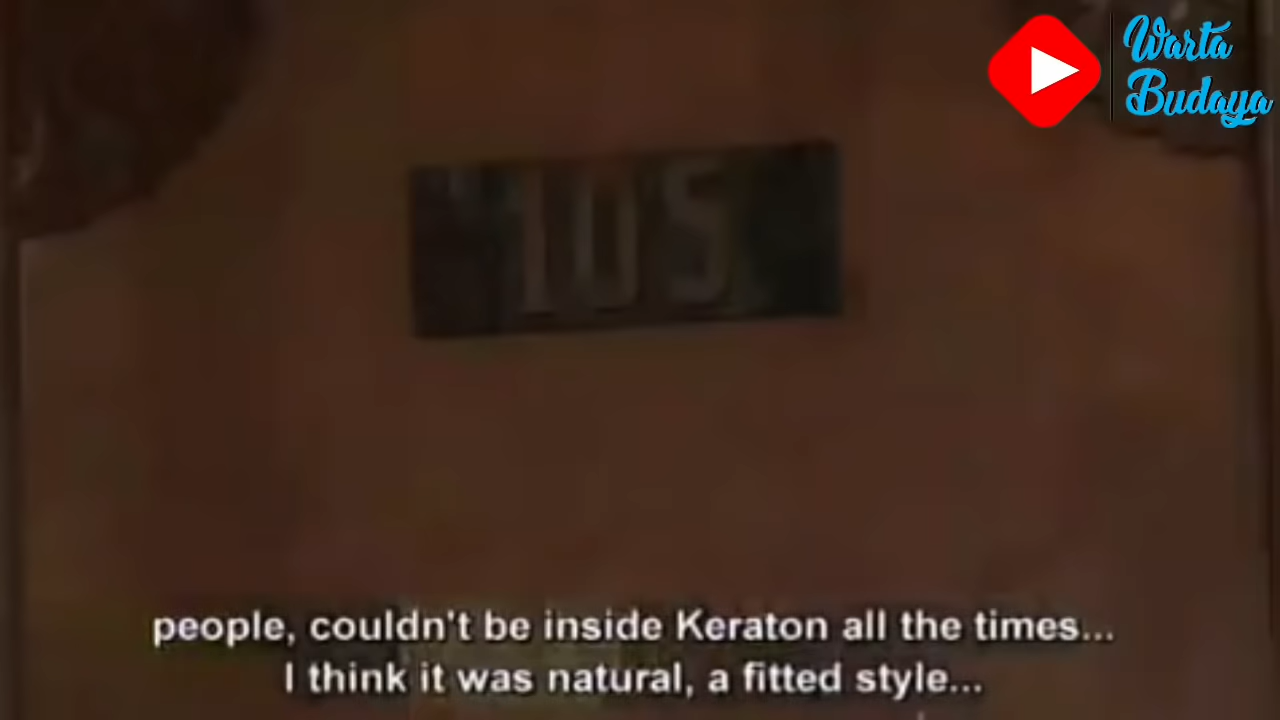 Warta
Budaya
105
people, couldn't be inside Keraton all the times...
I think it was natural, a fitted style...